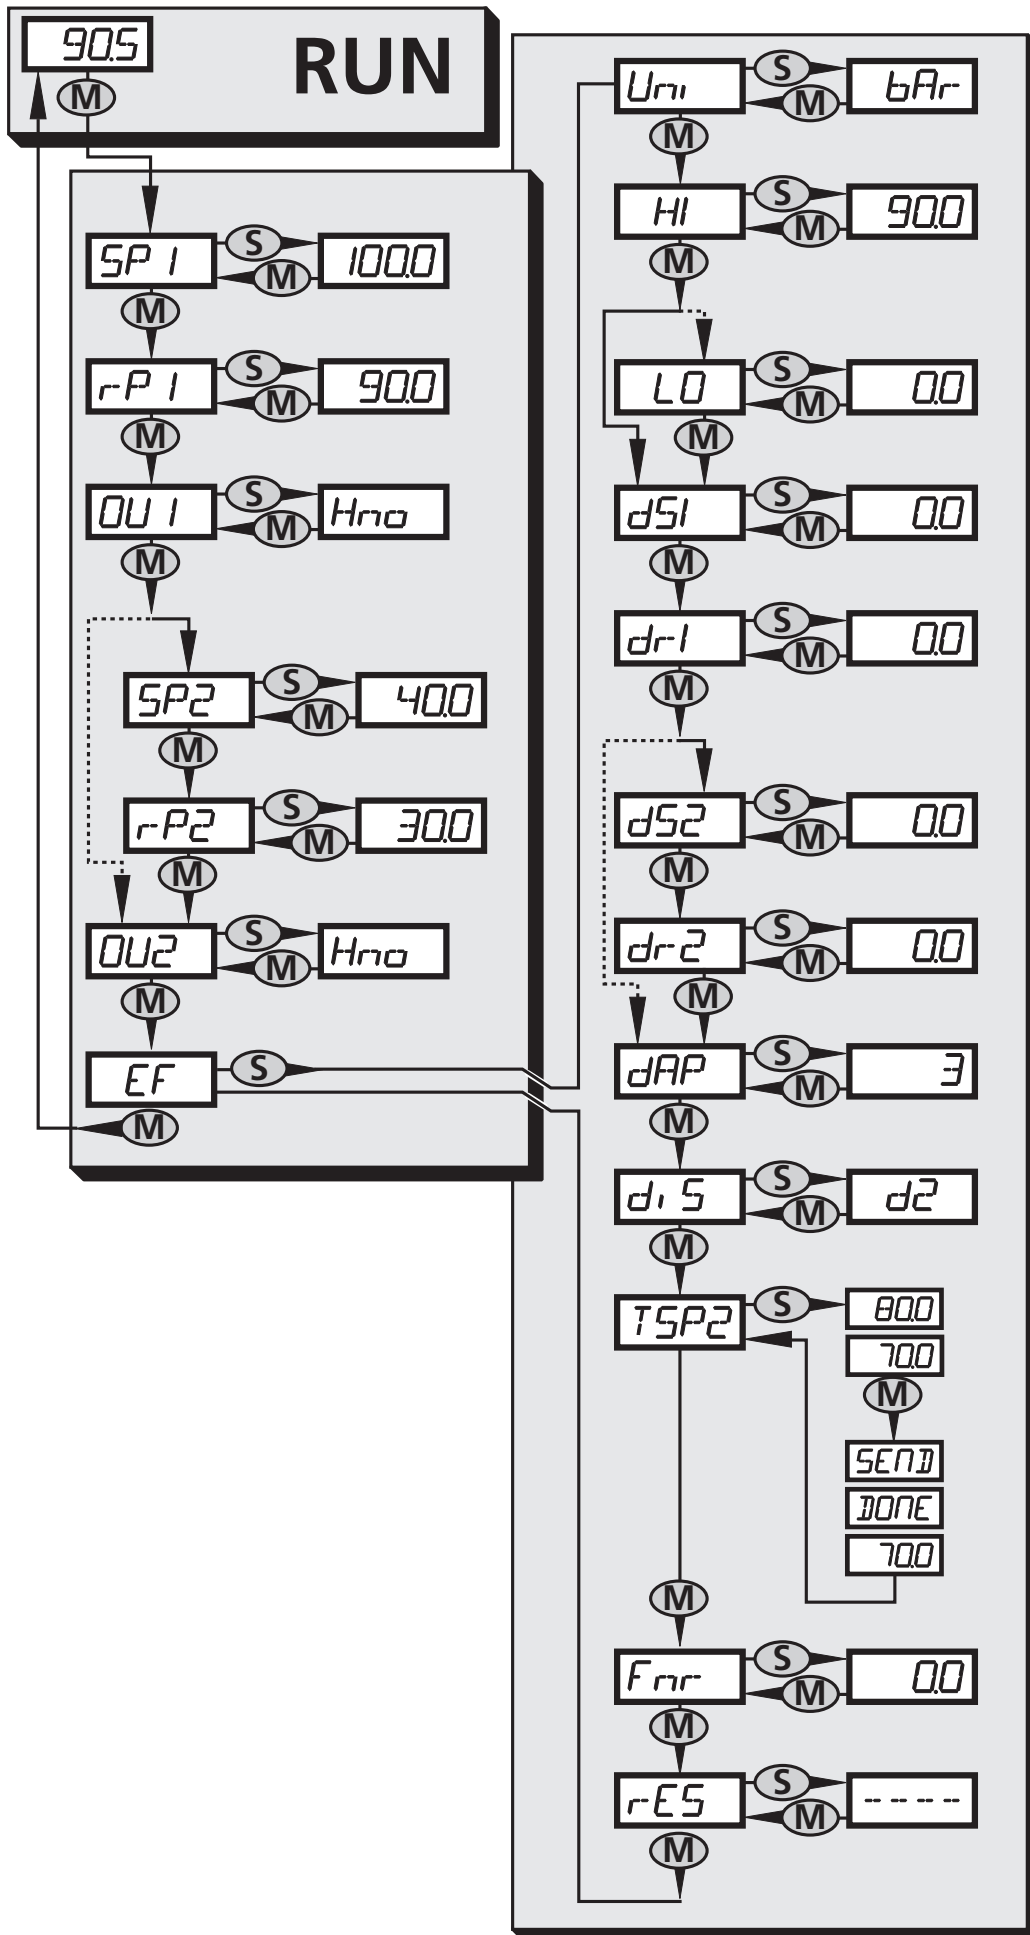 90.5
M
RUN
SP1
S
M
100.0
M
rP1
S
M
90.0
M
OU1
S
M
Hno
M
SP2
S
M
40.0
M
rP2
S
M
30.0
M
OU2
S
M
Hno
M
EF
S
M
Uni
S
M
bAr
M
HI
S
M
90.0
M
LO
S
M
0.0
M
dS1
S
M
0.0
M
dr1
S
M
0.0
M
dS2
S
M
0.0
M
dr2
S
M
0.0
M
dAP
S
M
3
M
diS
S
M
d2
M
TSP2
S
80.0
70.0
M
SEND
DONE
70.0
M
Fnr
S
M
0.0
M
rES
S
M
----
M